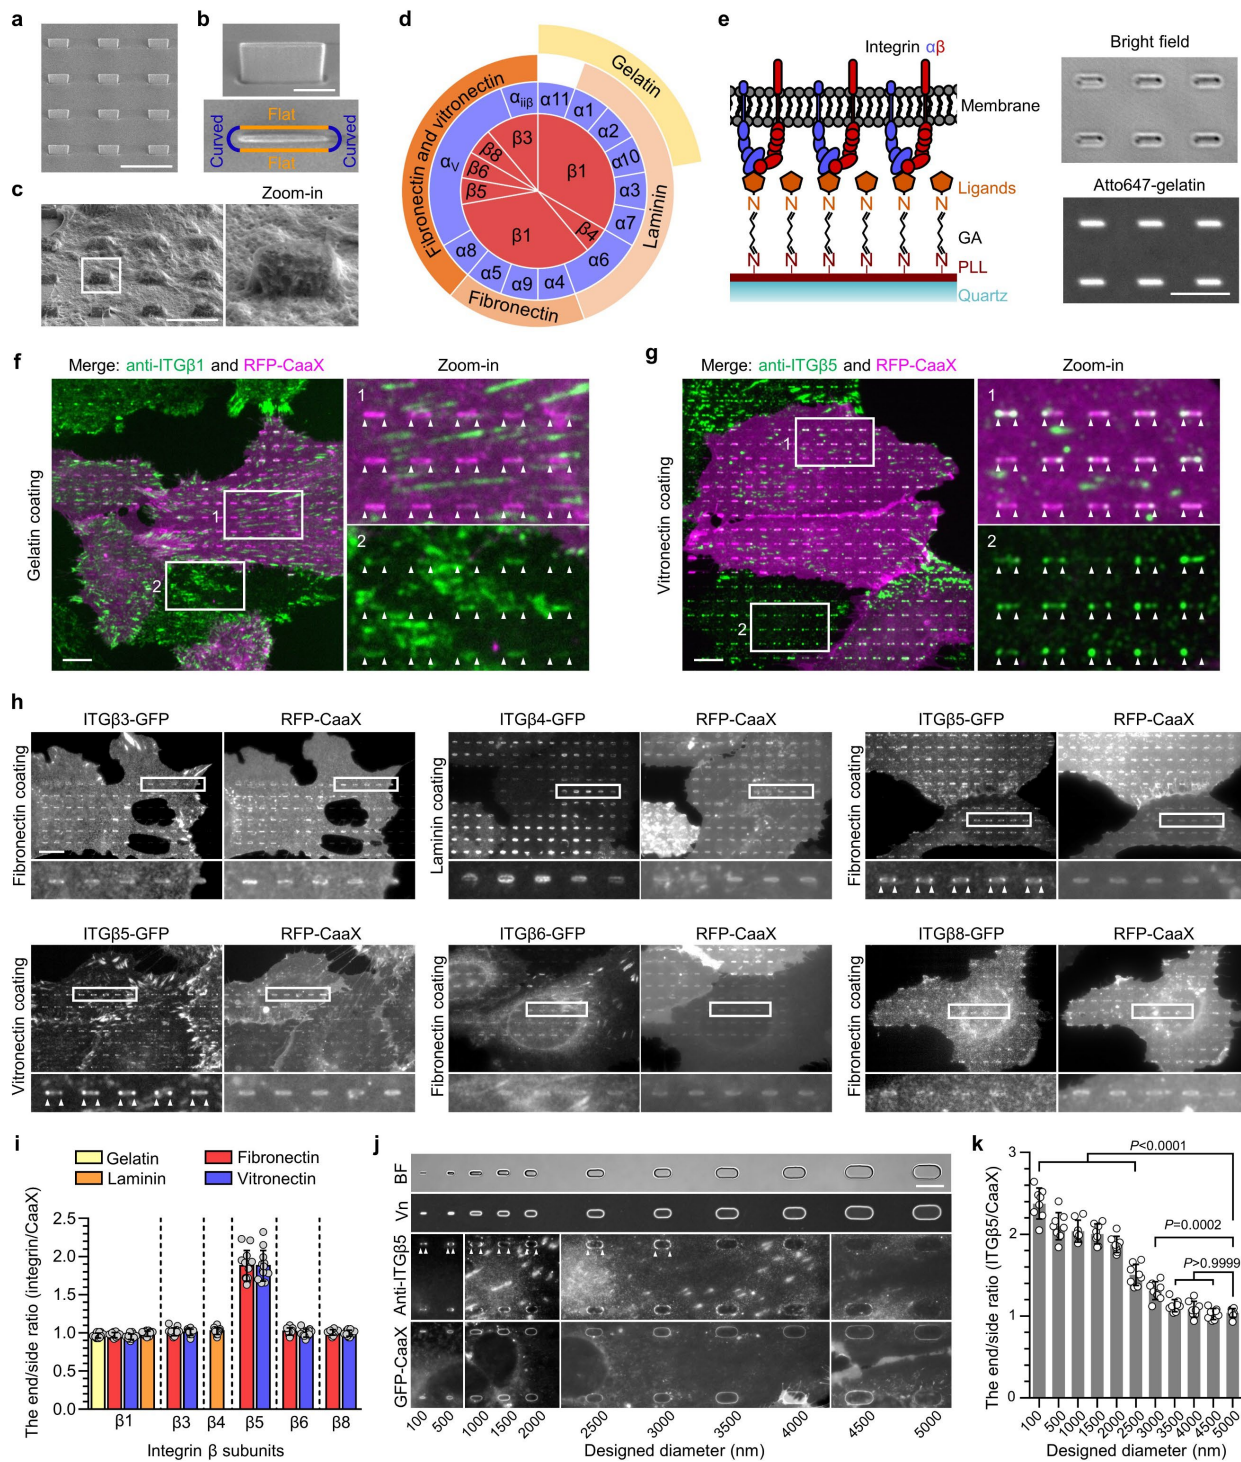 a
b
Flat
Curved
Curved
Flat
c
Zoom-in
d
Gelatin
Fibronectin and vitronectin
Laminin
Fibronectin
αiiβ
α11
α1
α2
α10
α3
α7
α6
α4
α9
α5
α8
αV
β3
β1
β8
β6
β5
β1
β4
e
Integrin αβ
Membrane
Ligands
N N N N N N
GA
N N N N N N
PLL
Quartz
Bright field
Atto647-gelatin
f
Merge: anti-ITGβ1 and RFP-CaaX
Zoom-in
Gelatin coating
1
2
1
2
g
Merge: anti-ITGβ5 and RFP-CaaX
Zoom-in
Vitronectin coating
1
2
1
2
h
ITGβ3-GFP
RFP-CaaX
Fibronectin coating
ITGβ4-GFP
RFP-CaaX
Laminin coating
ITGβ5-GFP
RFP-CaaX
Fibronectin coating
ITGβ5-GFP
RFP-CaaX
Vitronectin coating
ITGβ6-GFP
RFP-CaaX
Fibronectin coating
ITGβ8-GFP
RFP-CaaX
Fibronectin coating
i
Gelatin
Fibronectin
Laminin
Vitronectin
The end/side ratio (integrin/CaaX)
2.5
2.0
1.5
1.0
0.5
0.0
β1 β3 β4 β5 β6 β8
Integrin β subunits
j
BF
Vn
Anti-ITGβ5
GFP-CaaX
100 500 1000 1500 2000 2500 3000 3500 4000 4500 5000
Designed diameter (nm)
k
P<0.0001
P=0.0002
P>0.9999
The end/side ratio (ITGβ5/CaaX)
3
2
1
0
100 500 1000 1500 2000 2500 3000 3500 4000 4500 5000
Designed diameter (nm)